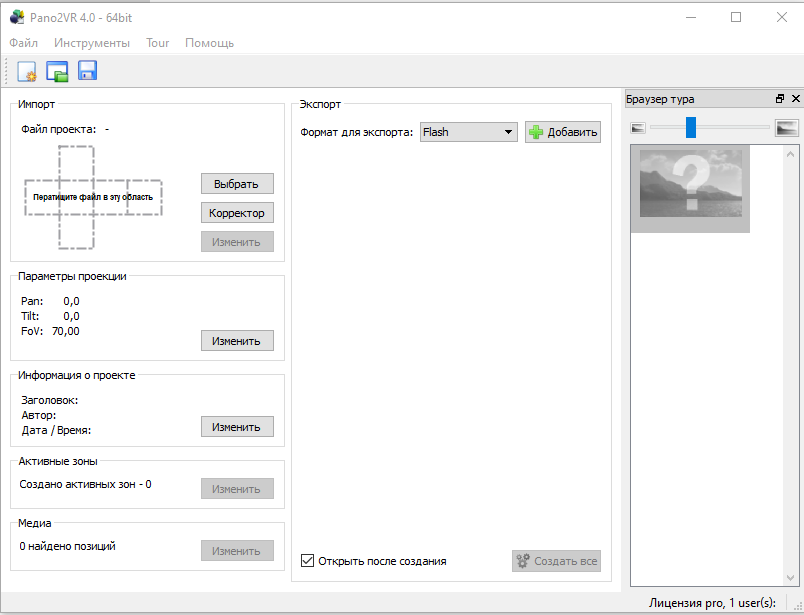 Pano2VR 4.0 - 64bit
Файл Инструменты Tour Помощь
Импорт
Файл проекта: -
Ператищите файл в эту область
Выбрать
Корректор
Изменить
Параметры проекции
Pan: 0,0
Tilt: 0,0
FoV: 70,00
Изменить
Информация о проекте
Заголовок:
Автор:
Дата / Время:
Изменить
Активные зоны
Создано активных зон - 0
Изменить
Медиа
0 найдено позиций
Изменить
Экспорт
Формат для экспорта: Flash Добавить
Открыть после создания
Создать все
Браузер тура
?
Лицензия pro, 1 user(s):